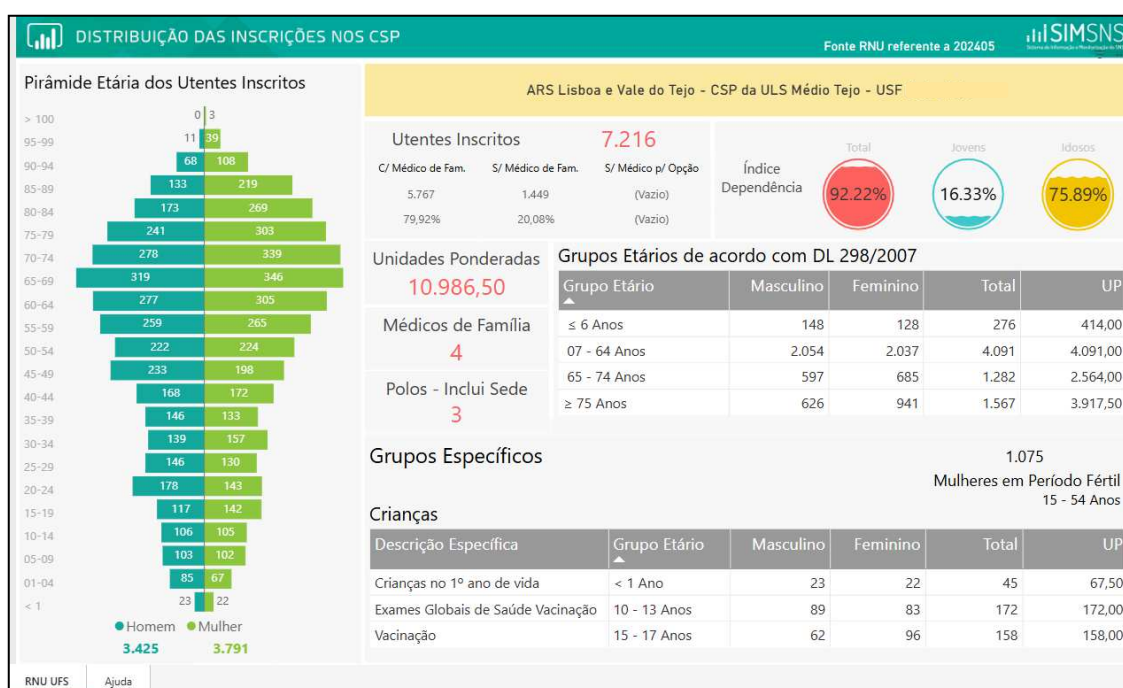 DISTRIBUIÇÃO DAS INSCRIÇÕES NOS CSP
Fonte RNU referente a 202405
SIMSNS
Pirâmide Etária dos Utentes Inscritos
> 100 0 3
95-99 11 39
90-94 68 108
85-89 133 219
80-84 173 269
75-79 241 303
70-74 278 339
65-69 319 346
60-64 277 305
55-59 259 265
50-54 222 224
45-49 233 198
40-44 168 172
35-39 146 133
30-34 139 157
25-29 146 130
20-24 178 143
15-19 117 142
10-14 106 105
05-09 103 102
01-04 85 67
< 1 23 22
Homem Mulher
3.425 3.791
ARS Lisboa e Vale do Tejo - CSP da ULS Médio Tejo - USF
Utentes Inscritos 7.216
C/ Médico de Fam. S/ Médico de Fam. S/ Médico p/ Opção
5.767 1.449 (Vazio)
79,92% 20,08% (Vazio)
Índice
Dependência
Total Jovens Idosos
92.22% 16.33% 75.89%
Unidades Ponderadas
10.986,50
Médicos de Família
4
Polos - Inclui Sede
3
Grupos Etários de acordo com DL 298/2007
Grupo Etário Masculino Feminino Total UP
≤ 6 Anos 148 128 276 414,00
07 - 64 Anos 2.054 2.037 4.091 4.091,00
65 - 74 Anos 597 685 1.282 2.564,00
≥ 75 Anos 626 941 1.567 3.917,50
Grupos Específicos
1.075
Mulheres em Período Fértil
15 - 54 Anos
Crianças
Descrição Específica Grupo Etário Masculino Feminino Total UP
Crianças no 1º ano de vida < 1 Ano 23 22 45 67,50
Exames Globais de Saúde Vacinação 10 - 13 Anos 89 83 172 172,00
Vacinação 15 - 17 Anos 62 96 158 158,00
RNU UFS Ajuda